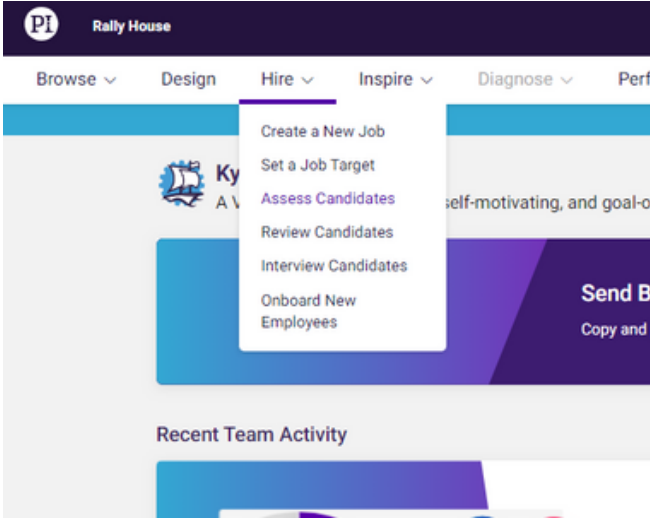 PI Rally House
Browse Design Hire Inspire Diagnose Perf
Create a New Job
Set a Job Target
Assess Candidates
Review Candidates
Interview Candidates
Onboard New
Employees
Ky
A V self-motivating, and goal-o
Send B
Copy and
Recent Team Activity